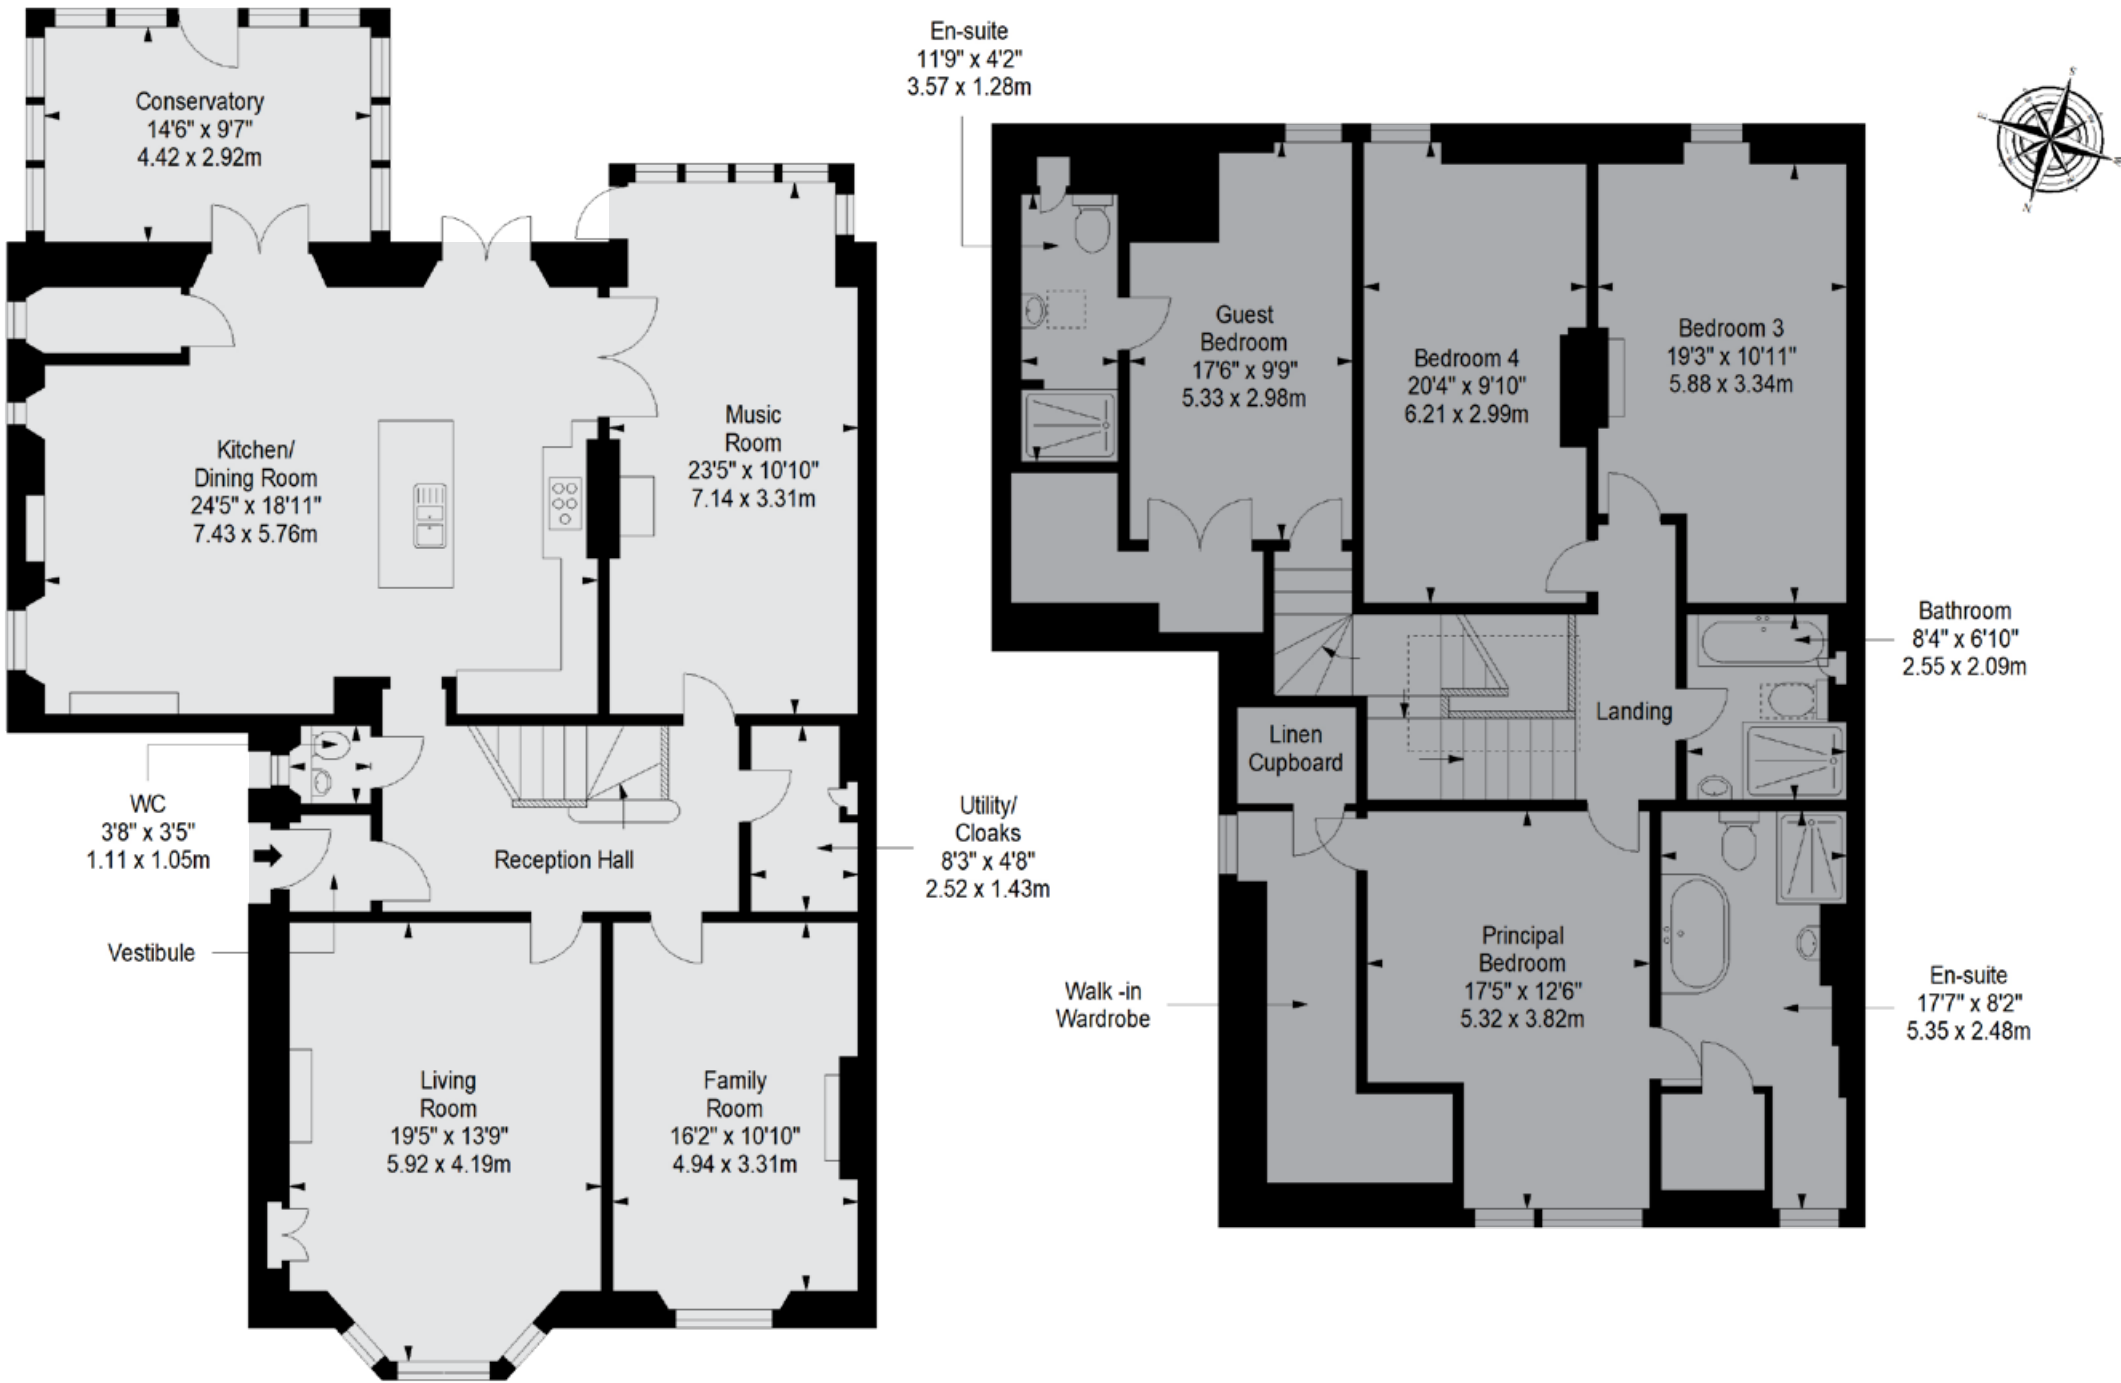 Conservatory
14'6" x 9'7"
4.42 x 2.92m
Kitchen/
Dining Room
24'5" x 18'11"
7.43 x 5.76m
Music
Room
23'5" x 10'10"
7.14 x 3.31m
WC
3'8" x 3'5"
1.11 x 1.05m
Vestibule
Reception Hall
Utility/
Cloaks
8'3" x 4'8"
2.52 x 1.43m
Living
Room
19'5" x 13'9"
5.92 x 4.19m
Family
Room
16'2" x 10'10"
4.94 x 3.31m
En-suite
11'9" x 4'2"
3.57 x 1.28m
Guest
Bedroom
17'6" x 9'9"
5.33 x 2.98m
Bedroom 4
20'4" x 9'10"
6.21 x 2.99m
Bedroom 3
19'3" x 10'11"
5.88 x 3.34m
Bathroom
8'4" x 6'10"
2.55 x 2.09m
Landing
Linen
Cupboard
Walk -in
Wardrobe
Principal
Bedroom
17'5" x 12'6"
5.32 x 3.82m
En-suite
17'7" x 8'2"
5.35 x 2.48m
S
E
W
N